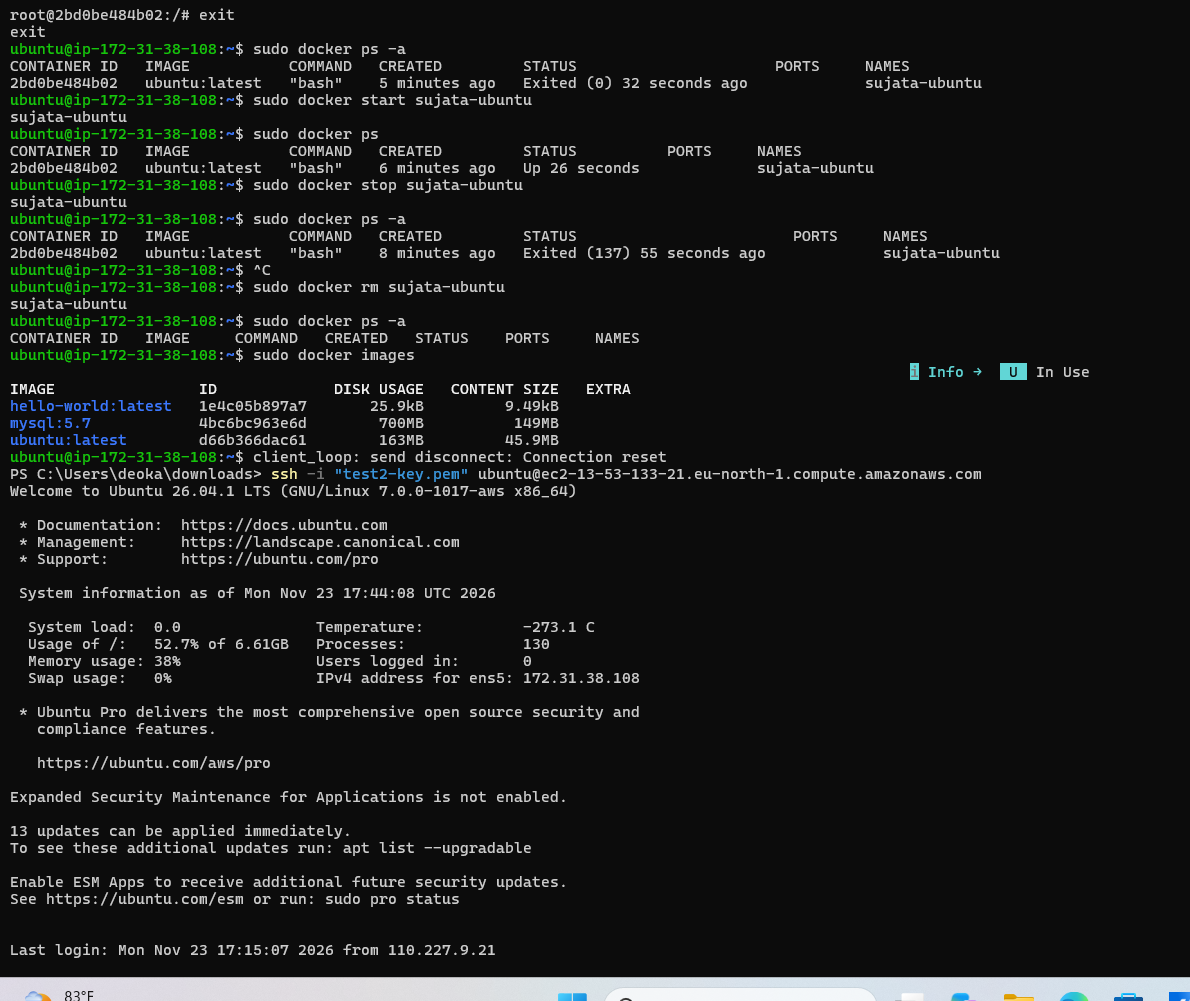 root@2bd0be484b02:/# exit
exit
ubuntu@ip-172-31-38-108:~$ sudo docker ps -a
CONTAINER ID   IMAGE           COMMAND   CREATED         STATUS                      PORTS     NAMES
2bd0be484b02   ubuntu:latest   "bash"    5 minutes ago   Exited (0) 32 seconds ago             sujata-ubuntu
ubuntu@ip-172-31-38-108:~$ sudo docker start sujata-ubuntu
sujata-ubuntu
ubuntu@ip-172-31-38-108:~$ sudo docker ps
CONTAINER ID   IMAGE           COMMAND   CREATED         STATUS          PORTS     NAMES
2bd0be484b02   ubuntu:latest   "bash"    6 minutes ago   Up 26 seconds             sujata-ubuntu
ubuntu@ip-172-31-38-108:~$ sudo docker stop sujata-ubuntu
sujata-ubuntu
ubuntu@ip-172-31-38-108:~$ sudo docker ps -a
CONTAINER ID   IMAGE           COMMAND   CREATED         STATUS                        PORTS     NAMES
2bd0be484b02   ubuntu:latest   "bash"    8 minutes ago   Exited (137) 55 seconds ago             sujata-ubuntu
ubuntu@ip-172-31-38-108:~$ ^C
ubuntu@ip-172-31-38-108:~$ sudo docker rm sujata-ubuntu
sujata-ubuntu
ubuntu@ip-172-31-38-108:~$ sudo docker ps -a
CONTAINER ID   IMAGE     COMMAND   CREATED   STATUS    PORTS     NAMES
ubuntu@ip-172-31-38-108:~$ sudo docker images
i Info →   U  In Use
IMAGE                ID             DISK USAGE   CONTENT SIZE   EXTRA
hello-world:latest   1e4c05b897a7       25.9kB         9.49kB
mysql:5.7            4bc6bc963e6d        700MB          149MB
ubuntu:latest        d66b366dac61        163MB         45.9MB
ubuntu@ip-172-31-38-108:~$ client_loop: send disconnect: Connection reset
PS C:\Users\deoka\downloads> ssh -i "test2-key.pem" ubuntu@ec2-13-53-133-21.eu-north-1.compute.amazonaws.com
Welcome to Ubuntu 26.04.1 LTS (GNU/Linux 7.0.0-1017-aws x86_64)
* Documentation:  https://docs.ubuntu.com
* Management:     https://landscape.canonical.com
* Support:        https://ubuntu.com/pro
System information as of Mon Nov 23 17:44:08 UTC 2026
System load:  0.0               Temperature:           -273.1 C
Usage of /:   52.7% of 6.61GB   Processes:             130
Memory usage: 38%               Users logged in:       0
Swap usage:   0%                IPv4 address for ens5: 172.31.38.108
* Ubuntu Pro delivers the most comprehensive open source security and
compliance features.
https://ubuntu.com/aws/pro
Expanded Security Maintenance for Applications is not enabled.
13 updates can be applied immediately.
To see these additional updates run: apt list --upgradable
Enable ESM Apps to receive additional future security updates.
See https://ubuntu.com/esm or run: sudo pro status
Last login: Mon Nov 23 17:15:07 2026 from 110.227.9.21
83°F